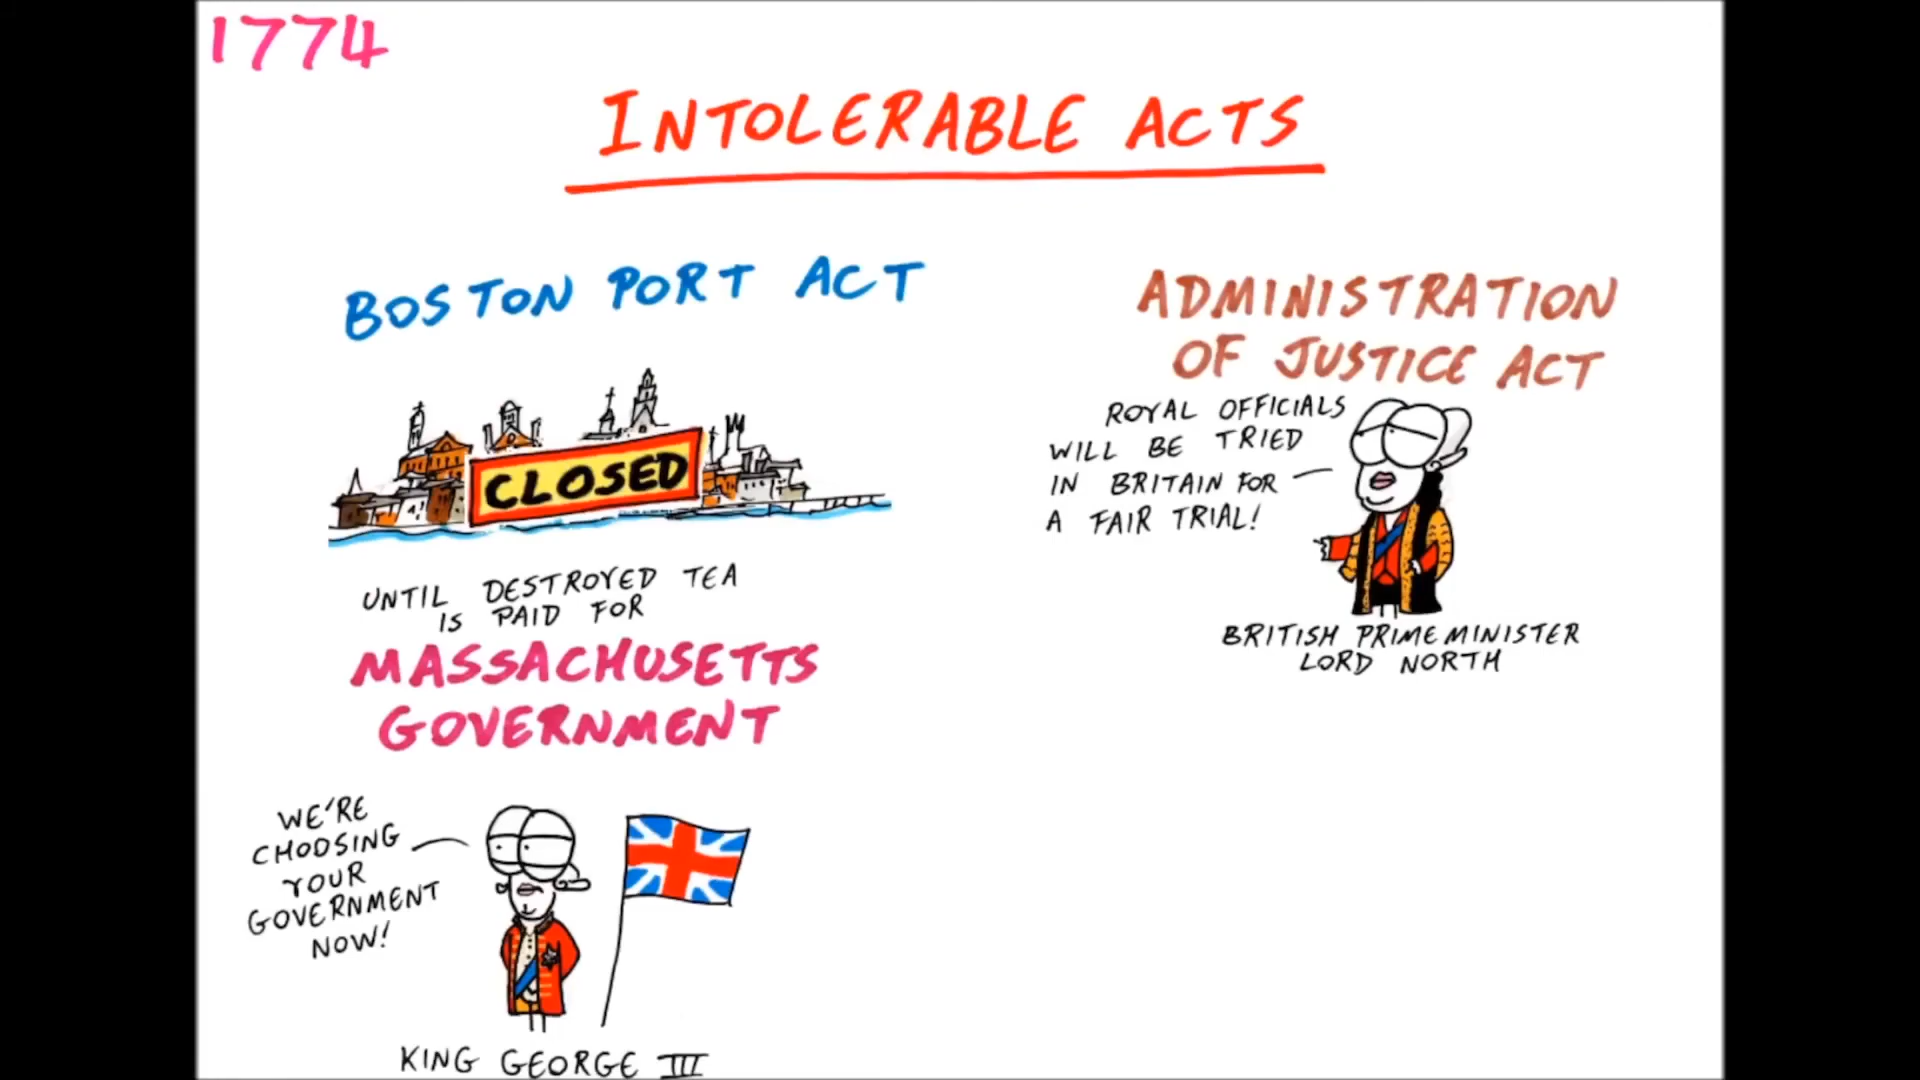 1774
INTOLERABLE ACTS
BOSTON PORT ACT
CLOSED
UNTIL DESTROYED TEA
IS PAID FOR
MASSACHUSETTS
GOVERNMENT
WE'RE
CHOOSING
YOUR
GOVERNMENT
NOW!
KING GEORGE III
ADMINISTRATION
OF JUSTICE ACT
ROYAL OFFICIALS
WILL BE TRIED
IN BRITAIN FOR
A FAIR TRIAL!
BRITISH PRIME MINISTER
LORD NORTH